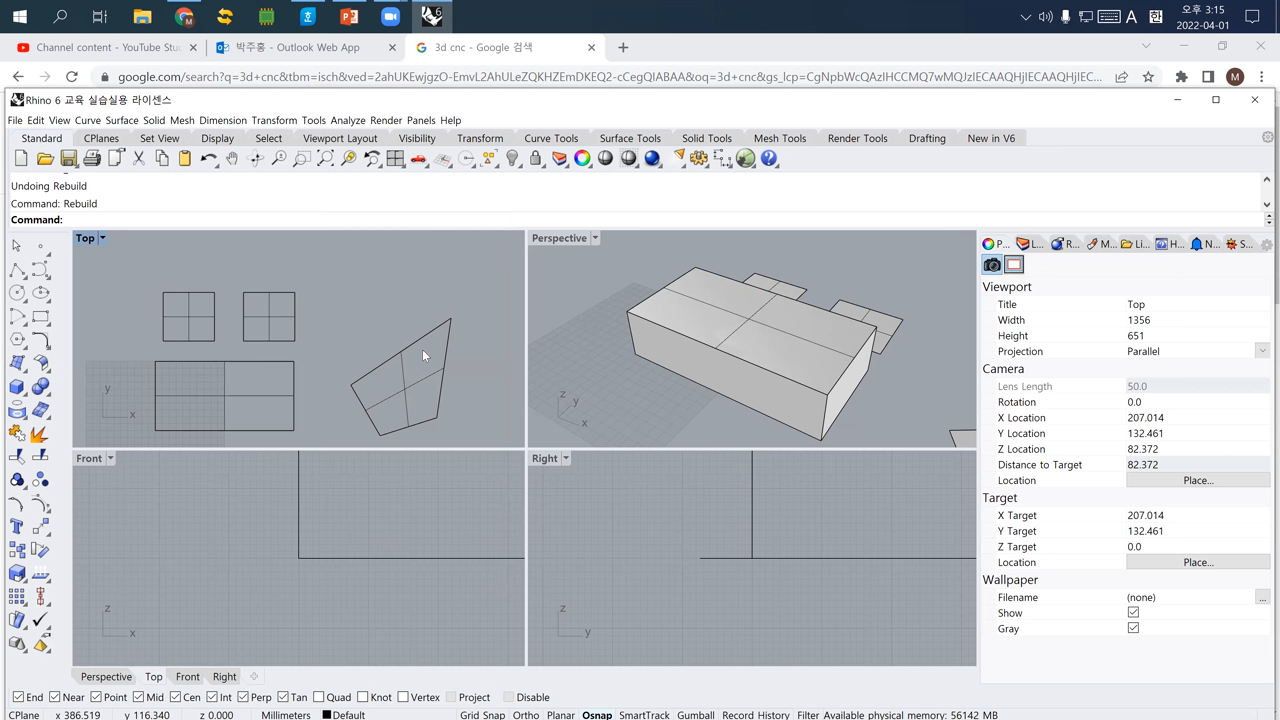 오후 3:15
A 한
2022-04-01
Channel content - YouTube Stu
박주홍 - Outlook Web App
3d cnc - Google 검색
google.com/search?q=3d+cnc&tbm=isch&ved=2ahUKEwjgzO-EmvL2AhULeZQKHZEmDKEQ2-cCegQIABAA&oq=3d+cnc&gs_lcp=CgNpbWcQAzIHCCMQ7wMQJzIECAAQHjIECAAQHjIECAAQHjIECAAQHjIECAA...
M
Rhino 6 교육 실습실용 라이센스
File Edit View Curve Surface Solid Mesh Dimension Transform Tools Analyze Render Panels Help
Standard CPlanes Set View Display Select Viewport Layout Visibility Transform Curve Tools Surface Tools Solid Tools Mesh Tools Render Tools Drafting New in V6
Undoing Rebuild
Command: Rebuild
Command:
Top
Perspective
P... L... R... M... Li... H... N... S...
Viewport
Title Top
Width 1356
Height 651
Projection Parallel
Camera
Lens Length 50.0
Rotation 0.0
X Location 207.014
Y Location 132.461
Z Location 82.372
Distance to Target 82.372
Location Place...
Target
X Target 207.014
Y Target 132.461
Z Target 0.0
Location Place...
Wallpaper
Filename (none) ...
Show
Gray
y
x
z
y
x
Front
Right
z
x
z
y
Perspective Top Front Right
End Near Point Mid Cen Int Perp Tan Quad Knot Vertex Project Disable
CPlane x 386.519 y 116.340 z 0.000 Millimeters Default Grid Snap Ortho Planar Osnap SmartTrack Gumball Record History Filter Available physical memory: 56142 MB